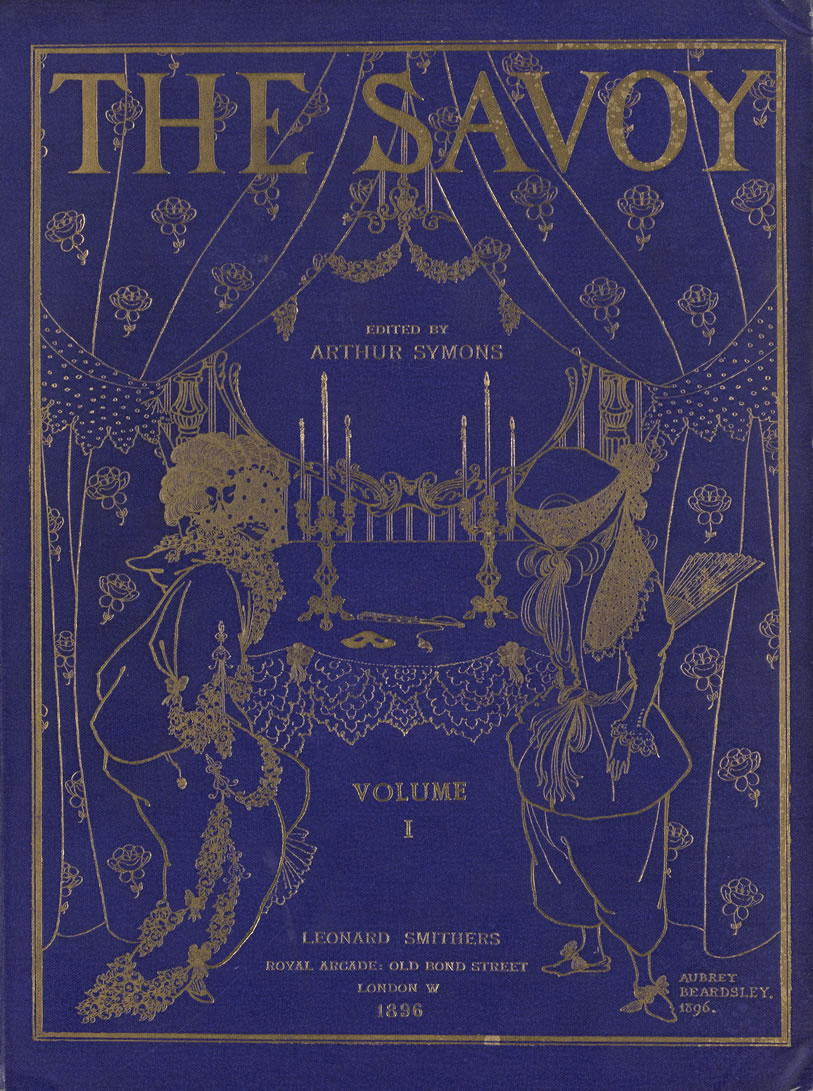 THE SAVOY
EDITED BY
ARTHUR SYMONS
VOLUME
I
LEONARD SMITHERS
ROYAL ARCADE: OLD BOND STREET
LONDON W
1896
AUBREY
BEARDSLEY.
1896.